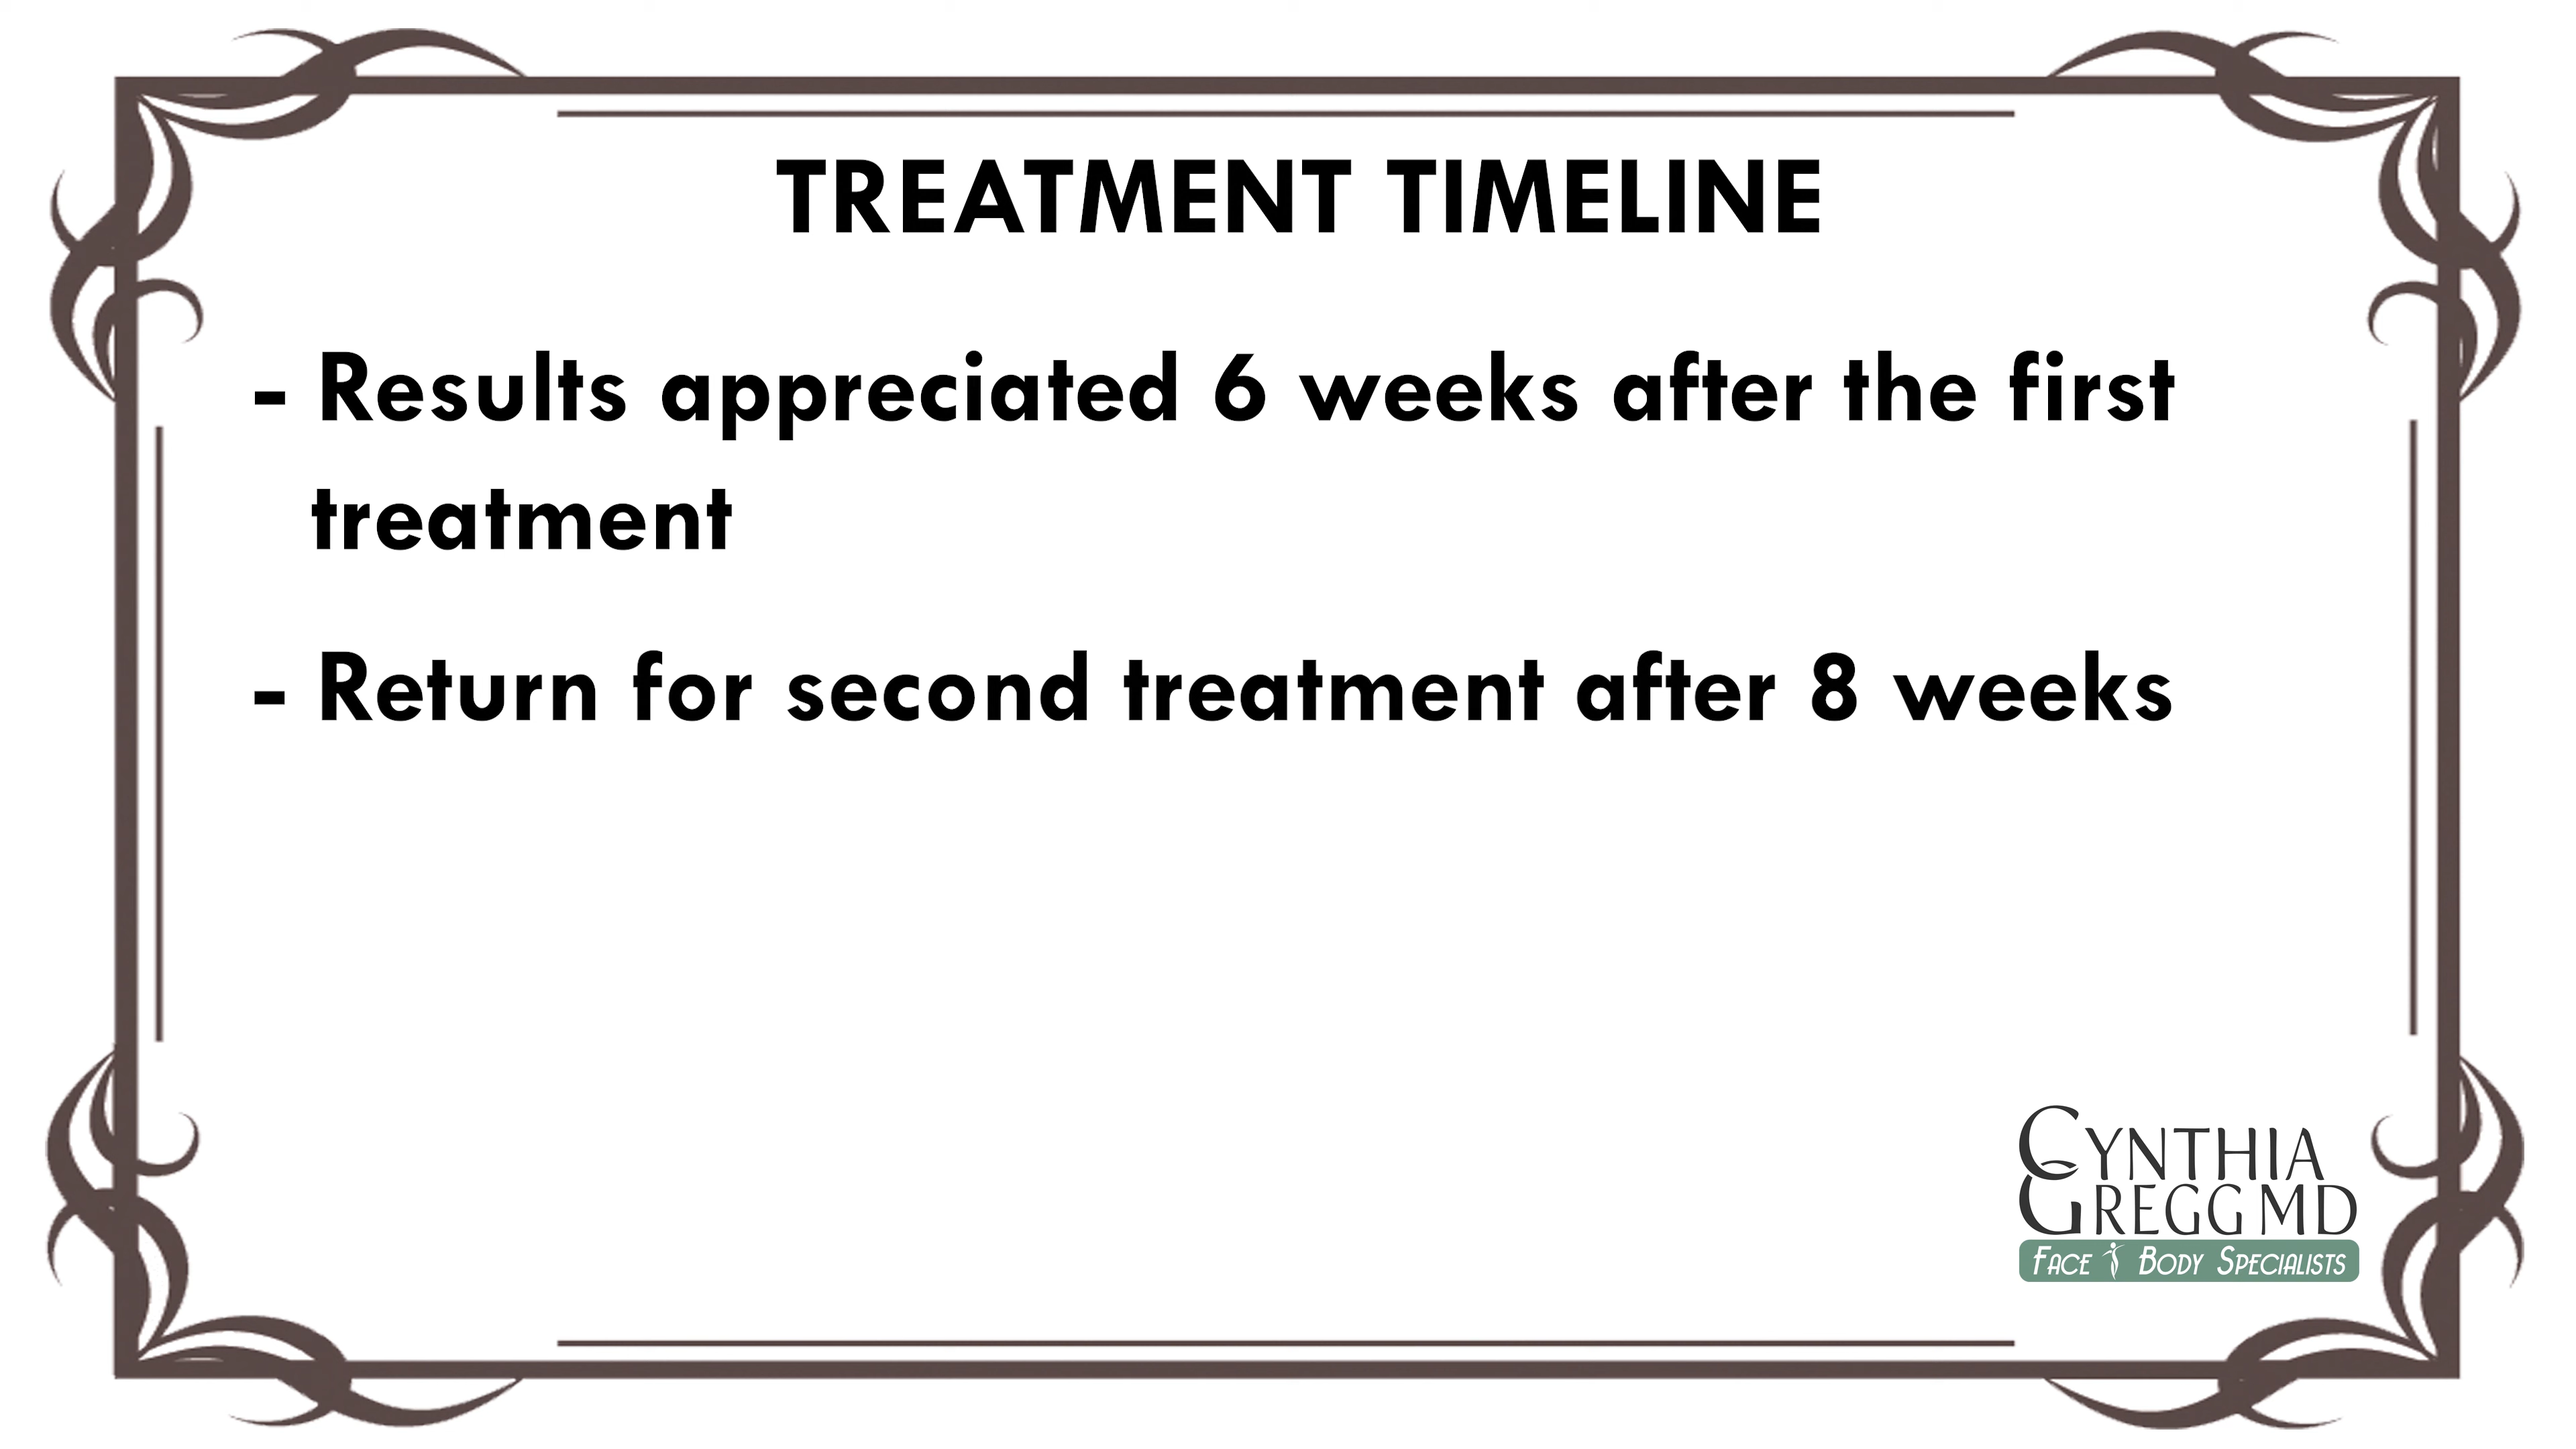 TREATMENT TIMELINE
- Results appreciated 6 weeks after the first
treatment
- Return for second treatment after 8 weeks
CYNTHIA
GREGG MD
FACE BODY SPECIALISTS